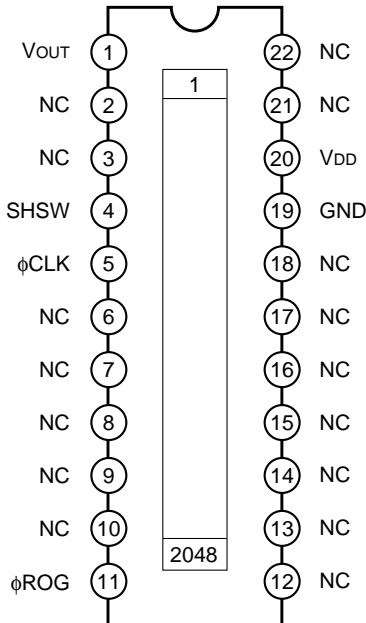 VOUT 1 22 NC
1
NC 2 21 NC
NC 3 20 VDD
SHSW 4 19 GND
ϕCLK 5 18 NC
NC 6 17 NC
NC 7 16 NC
NC 8 15 NC
NC 9 14 NC
NC 10 13 NC
2048
ϕROG 11 12 NC